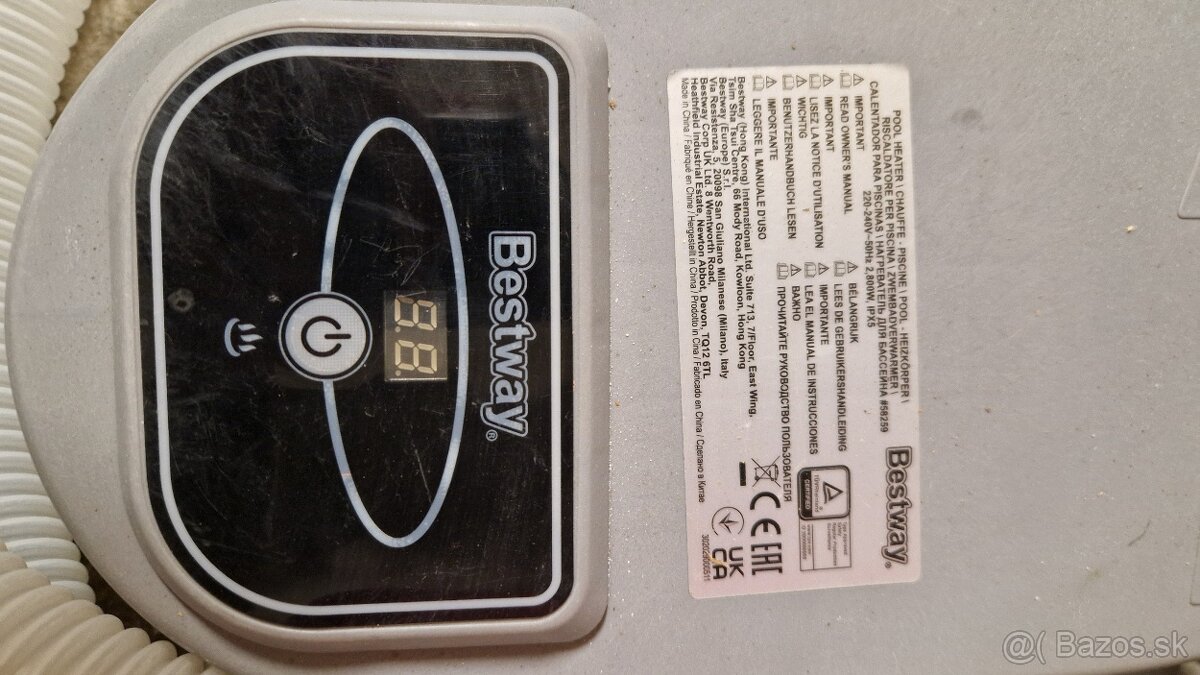 Bestway®
8.8.
POOL HEATER \ CHAUFFE - PISCINE \ POOL - HEIZKÖRPER \
RISCALDATORE PER PISCINA \ ZWEMBADVERWARMER \
CALENTADOR PARA PISCINAS \ НАГРЕВАТЕЛЬ ДЛЯ БАССЕЙНА #58259
220-240V~50Hz 2,800W, IPX5
Bestway®
IMPORTANT
READ OWNER'S MANUAL
IMPORTANT
LISEZ LA NOTICE D'UTILISATION
WICHTIG
BENUTZERHANDBUCH LESEN
IMPORTANTE
LEGGERE IL MANUALE D'USO
BELANGRIJK
LEES DE GEBRUIKERSHANDLEIDING
IMPORTANTE
LEA EL MANUAL DE INSTRUCCIONES
ВАЖНО
ПРОЧИТАЙТЕ РУКОВОДСТВО ПОЛЬЗОВАТЕЛЯ
TÜVRheinland
CERTIFIED
CE EAC
UK
CA
Bestway (Hong Kong) International Ltd. Suite 713, 7/Floor, East Wing,
Tsim Sha Tsui Centre, 66 Mody Road, Kowloon, Hong Kong
Bestway (Europe) S.r.l.
Via Resistenza, 5, 20098 San Giuliano Milanese (Milano), Italy
Bestway Corp UK Ltd. 8 Wentworth Road,
Heathfield Industrial Estate, Newton Abbot, Devon, TQ12 6TL
Made in China / Fabriqué en Chine / Hergestellt in China / Prodotto in Cina / Fabricado en China / Сделано в Китае
@( Bazos.sk